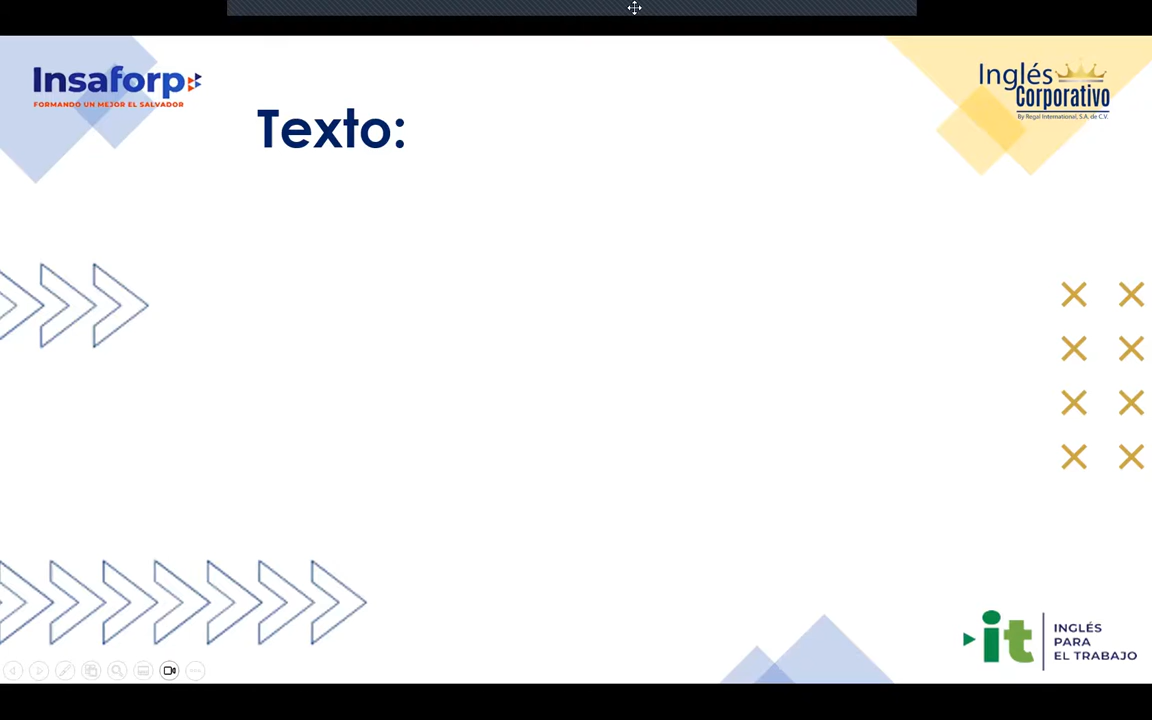 Insaforp
FORMANDO UN MEJOR EL SALVADOR
Inglés
Corporativo
By Regal International, S.A. de C.V.
Texto:
it
INGLÉS
PARA
EL TRABAJO